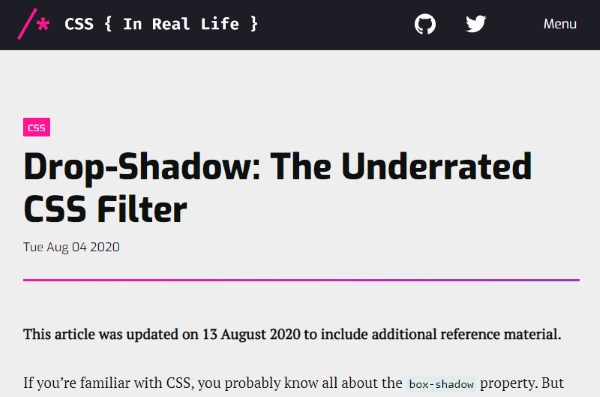 /* CSS { In Real Life }
Menu
css
Drop-Shadow: The Underrated
CSS Filter
Tue Aug 04 2020
This article was updated on 13 August 2020 to include additional reference material.
If you’re familiar with CSS, you probably know all about the box-shadow property. But